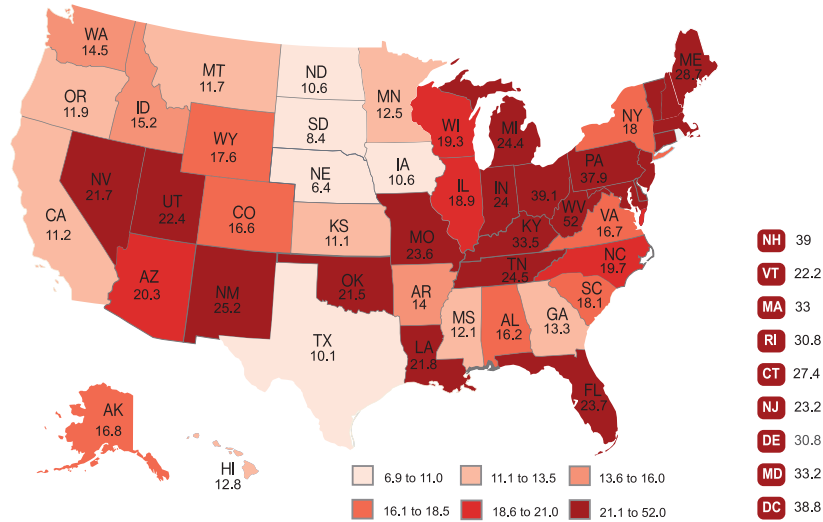 WA
14.5
MT
11.7
ND
10.6
MN
12.5
ME
28.7
OR
11.9
ID
15.2
SD
8.4
WI
19.3
MI
24.4
NY
18
WY
17.6
NE
6.4
IA
10.6
PA
37.9
NV
21.7
UT
22.4
CO
16.6
KS
11.1
IL
18.9
IN
24
39.1
WV
52
VA
16.7
CA
11.2
MO
23.6
KY
33.5
NC
19.7
AZ
20.3
NM
25.2
OK
21.5
AR
14
TN
24.5
SC
18.1
TX
10.1
LA
21.8
MS
12.1
AL
16.2
GA
13.3
FL
23.7
AK
16.8
HI
12.8
NH 39
VT 22.2
MA 33
RI 30.8
CT 27.4
NJ 23.2
DE 30.8
MD 33.2
DC 38.8
6.9 to 11.0 11.1 to 13.5 13.6 to 16.0
16.1 to 18.5 18.6 to 21.0 21.1 to 52.0